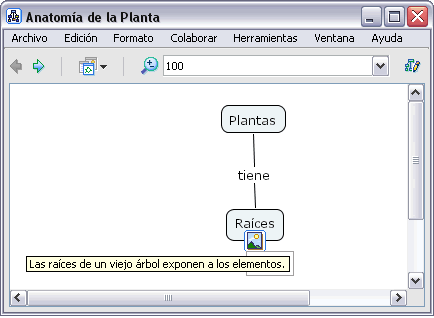 Anatomía de la Planta
Archivo Edición Formato Colaborar Herramientas Ventana Ayuda
100
Plantas
tiene
Raíces
Las raíces de un viejo árbol exponen a los elementos.